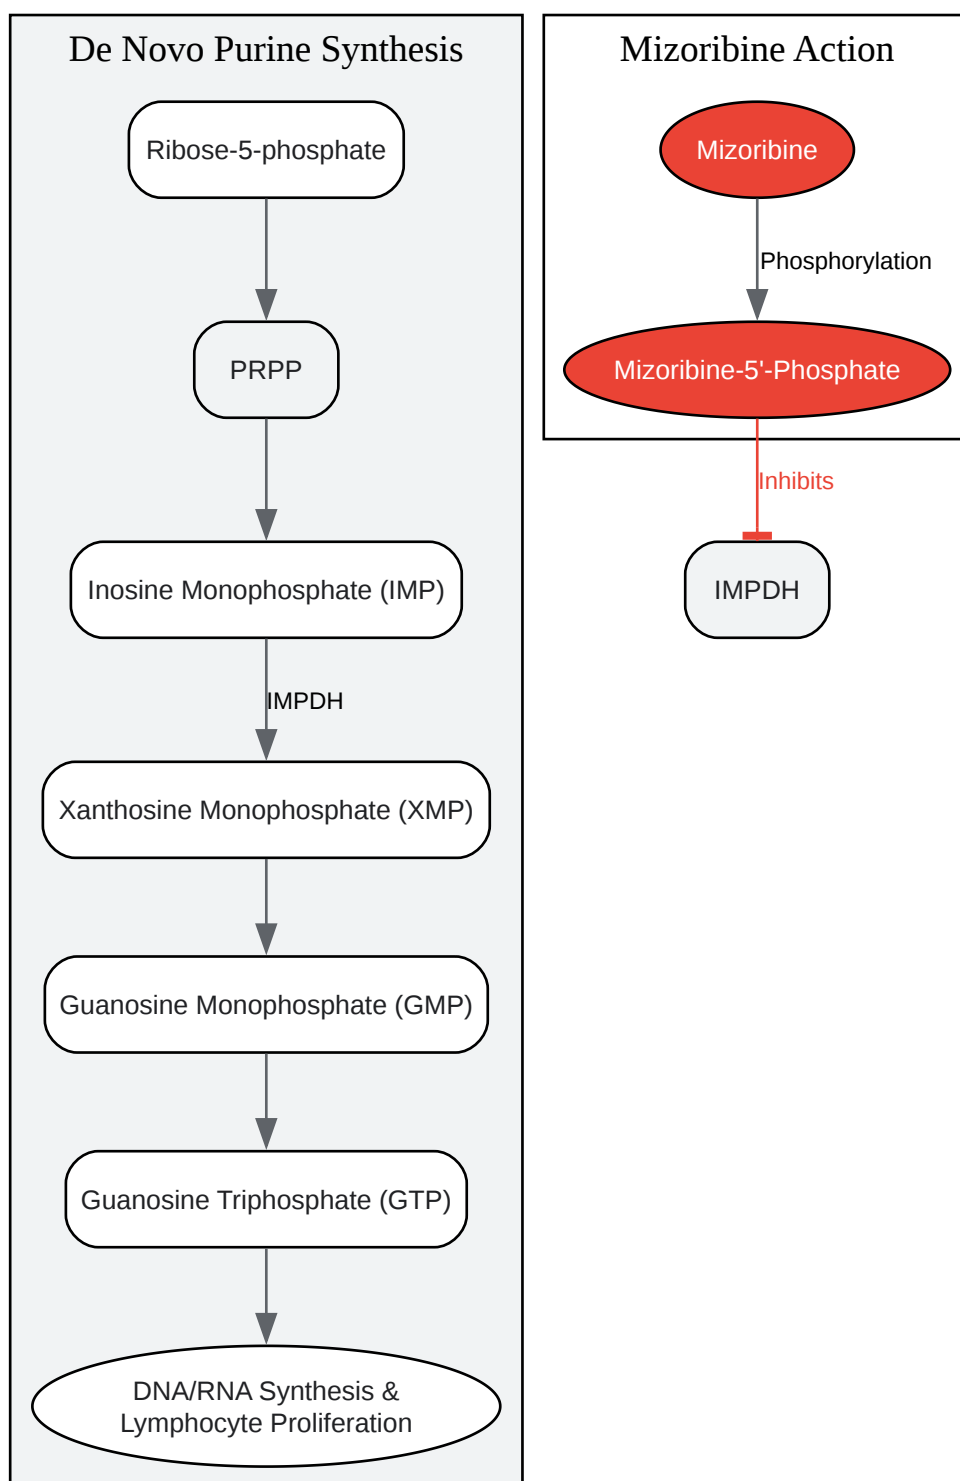 De Novo Purine Synthesis
Ribose-5-phosphate
PRPP
Inosine Monophosphate (IMP)
IMPDH
Xanthosine Monophosphate (XMP)
Guanosine Monophosphate (GMP)
Guanosine Triphosphate (GTP)
DNA/RNA Synthesis &
Lymphocyte Proliferation
Mizoribine Action
Mizoribine
Phosphorylation
Mizoribine-5'-Phosphate
Inhibits
IMPDH